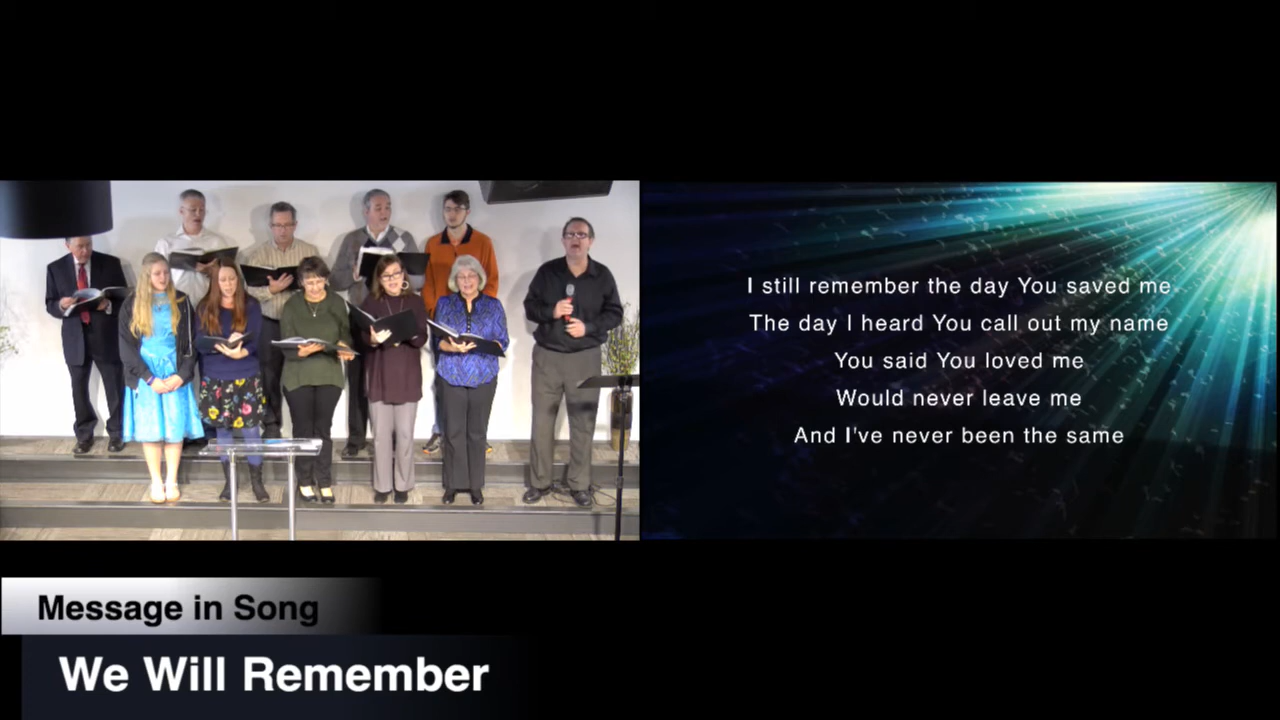 I still remember the day You saved me
The day I heard You call out my name
You said You loved me
Would never leave me
And I've never been the same
Message in Song
We Will Remember